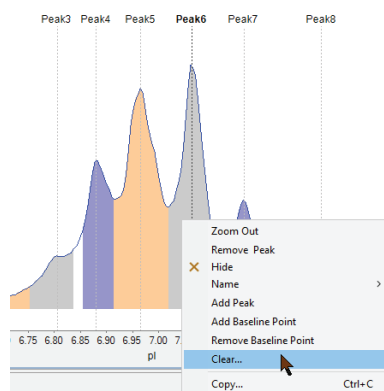 Peak3 Peak4 Peak5 Peak6 Peak7 Peak8
Zoom Out
Remove Peak
Hide
Name
Add Peak
Add Baseline Point
Remove Baseline Point
Clear...
Copy... Ctrl+C
6.75 6.80 6.85 6.90 6.95 7.00 7.
pI